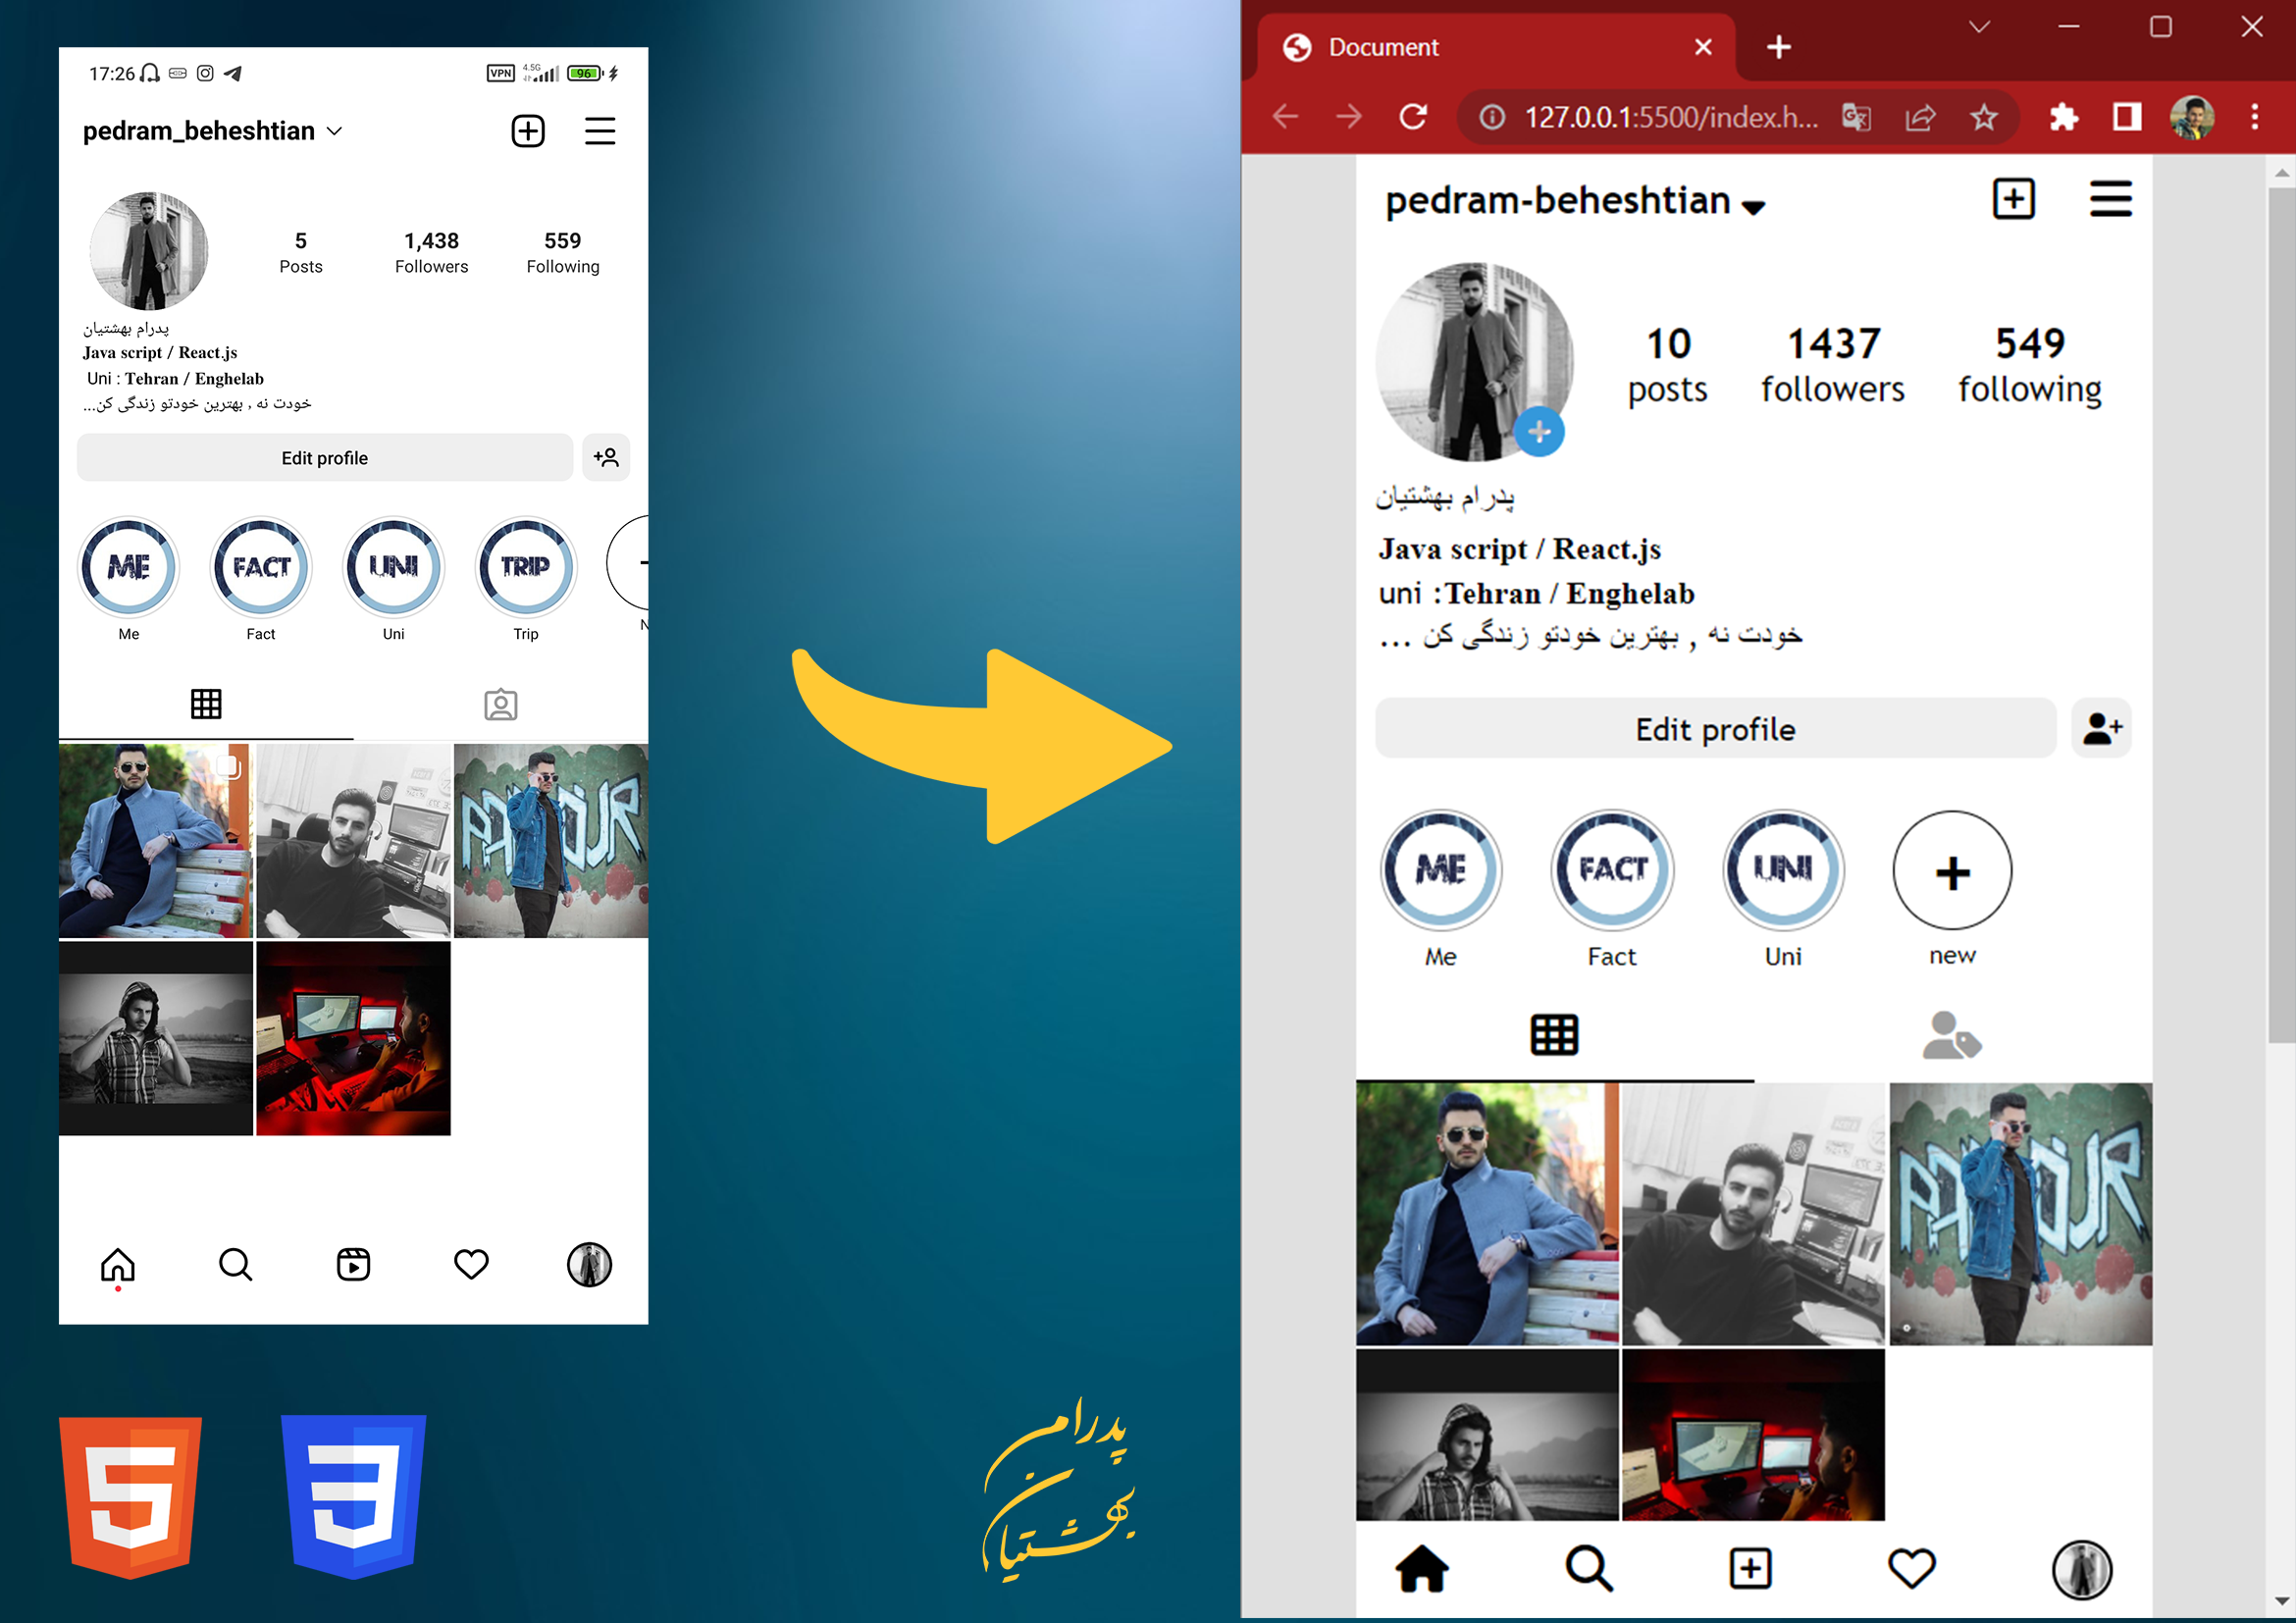 17:26
VPN
4.5G
96
pedram_beheshtian
5
Posts
1,438
Followers
559
Following
پدرام بهشتیان
Java script / React.js
Uni : Tehran / Enghelab
خودت نه , بهترین خودتو زندگی کن...
Edit profile
ME
FACT
UNI
TRIP
Me
Fact
Uni
Trip
N
پدرام
بهشتیان
Document
127.0.0.1:5500/index.h...
pedram-beheshtian
10
posts
1437
followers
549
following
پدرام بهشتیان
Java script / React.js
uni :Tehran / Enghelab
خودت نه , بهترین خودتو زندگی کن ...
Edit profile
ME
FACT
UNI
Me
Fact
Uni
new